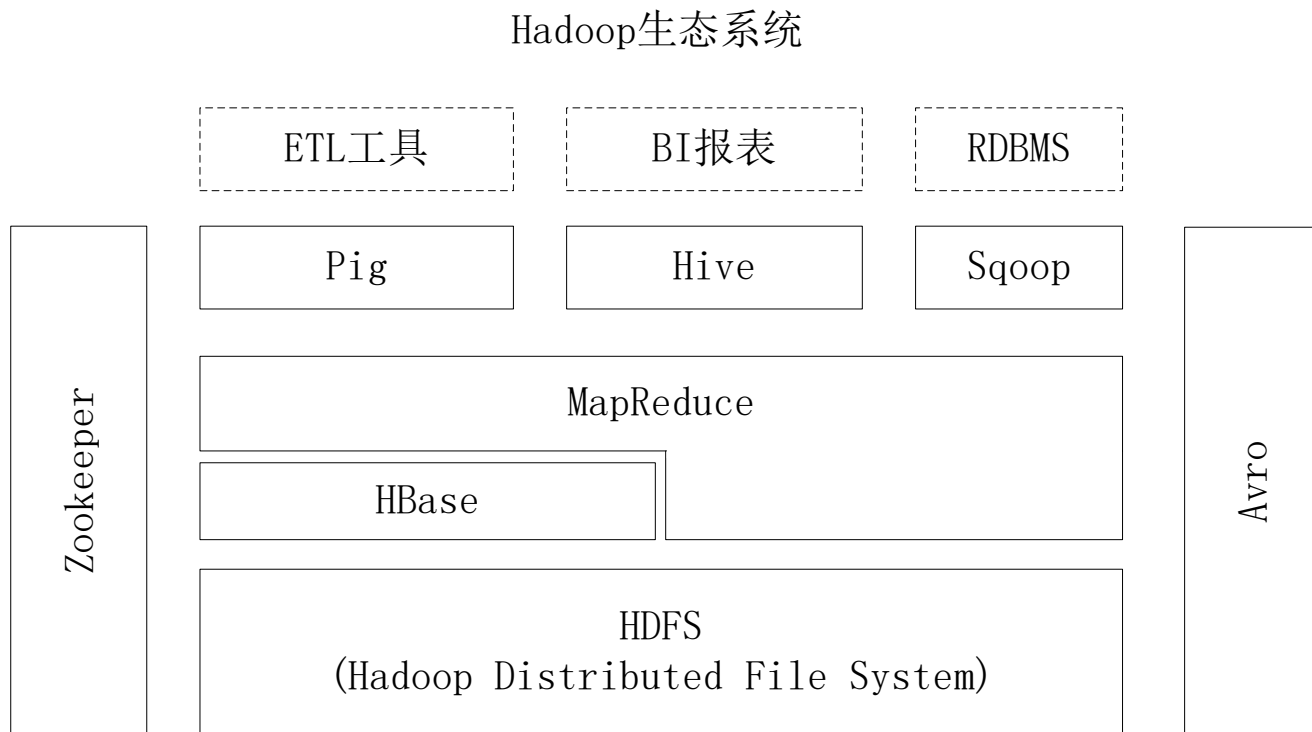 Hadoop生态系统
ETL工具
BI报表
RDBMS
Pig
Hive
Sqoop
Zookeeper
MapReduce
HBase
Avro
HDFS
(Hadoop Distributed File System)